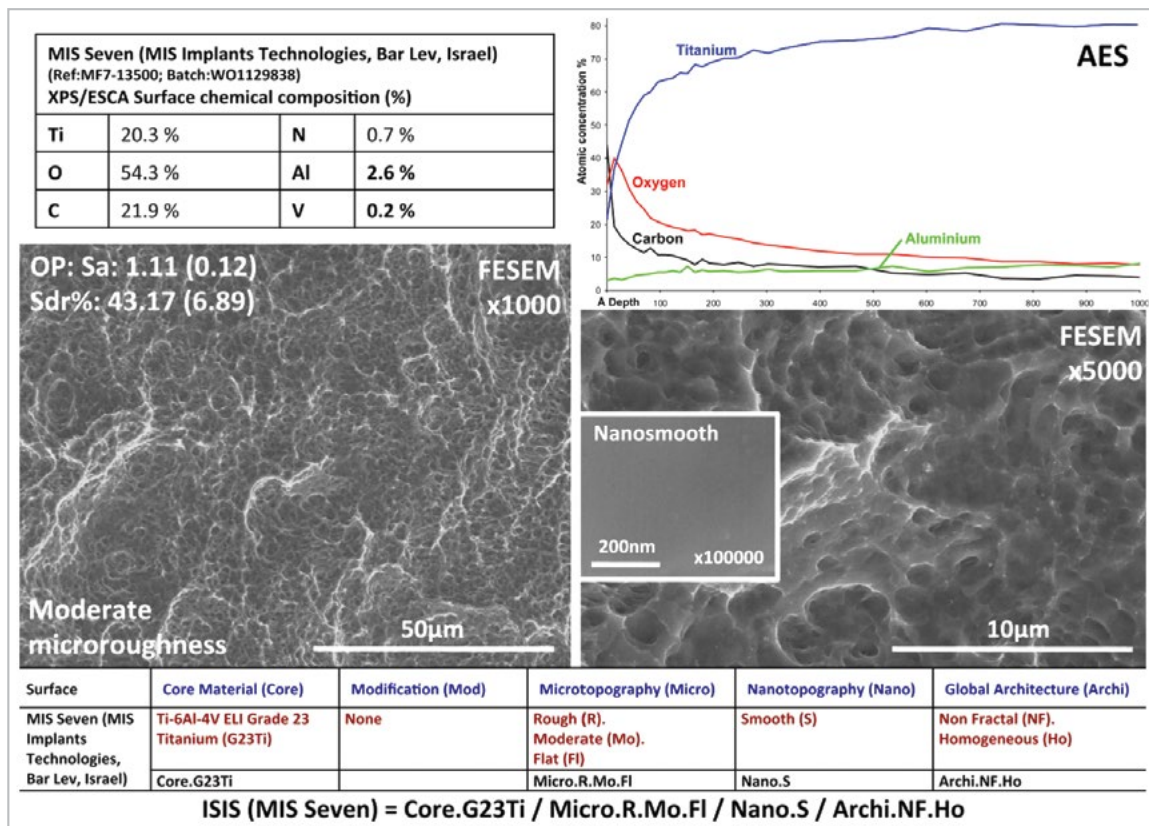 MIS Seven (MIS Implants Technologies, Bar Lev, Israel)
(Ref:MF7-13500; Batch:WO1129838)
XPS/ESCA Surface chemical composition (%)
Ti 20.3 % N 0.7 %
O 54.3 % Al 2.6 %
C 21.9 % V 0.2 %
AES
Atomic concentration %
80
70
60
50
40
30
20
10
0
Titanium
Oxygen
Carbon
Aluminium
A Depth 100 200 300 400 500 600 700 800 900 1000
OP: Sa: 1.11 (0.12)
Sdr%: 43.17 (6.89)
FESEM
x1000
Moderate
microroughness
50µm
FESEM
x5000
Nanosmooth
200nm
x100000
10µm
Surface Core Material (Core) Modification (Mod) Microtopography (Micro) Nanotopography (Nano) Global Architecture (Archi)
MIS Seven (MIS Ti-6Al-4V ELI Grade 23 None Rough (R). Smooth (S) Non Fractal (NF).
Implants Titanium (G23Ti) Moderate (Mo). Homogeneous (Ho)
Technologies, Flat (Fl)
Bar Lev, Israel) Core.G23Ti Micro.R.Mo.Fl Nano.S Archi.NF.Ho
ISIS (MIS Seven) = Core.G23Ti / Micro.R.Mo.Fl / Nano.S / Archi.NF.Ho